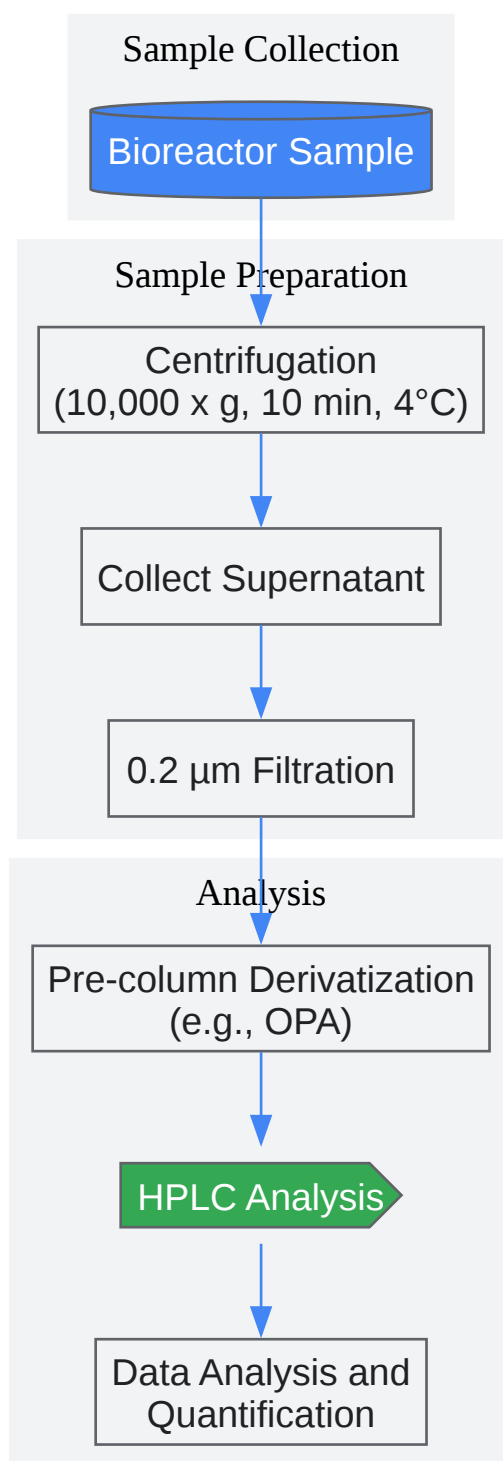 Sample Collection
Bioreactor Sample
Sample Preparation
Centrifugation
(10,000 x g, 10 min, 4°C)
Collect Supernatant
0.2 µm Filtration
Analysis
Pre-column Derivatization
(e.g., OPA)
HPLC Analysis
Data Analysis and
Quantification